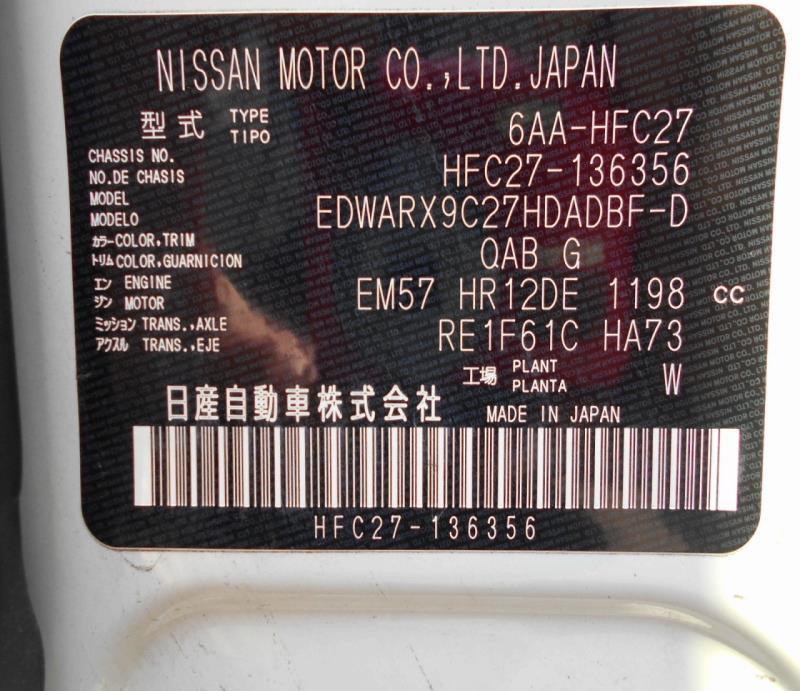 NISSAN MOTOR CO.,LTD.JAPAN
型式 TYPE TIPO 6AA-HFC27
CHASSIS NO. NO.DE CHASIS HFC27-136356
MODEL MODELO EDWARX9C27HDADBF-D
カラー COLOR,TRIM
トリム COLOR,GUARNICION QAB G
エン ENGINE
ジン MOTOR EM57 HR12DE 1198 CC
ミッション TRANS.,AXLE
アクスル TRANS.,EJE RE1F61C HA73
工場 PLANT PLANTA W
日産自動車株式会社 MADE IN JAPAN
HFC27-136356